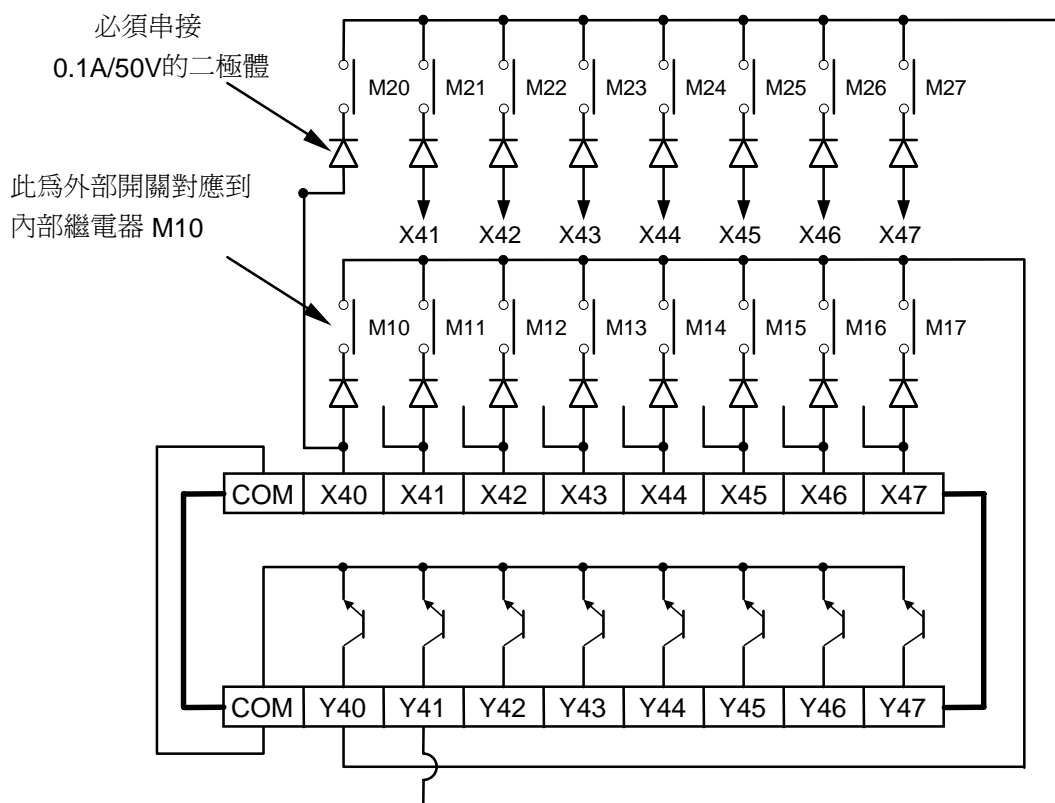 必須串接
0.1A/50V的二極體
M20 M21 M22 M23 M24 M25 M26 M27
此爲外部開關對應到
內部繼電器 M10
X41 X42 X43 X44 X45 X46 X47
M10 M11 M12 M13 M14 M15 M16 M17
COM X40 X41 X42 X43 X44 X45 X46 X47
COM Y40 Y41 Y42 Y43 Y44 Y45 Y46 Y47